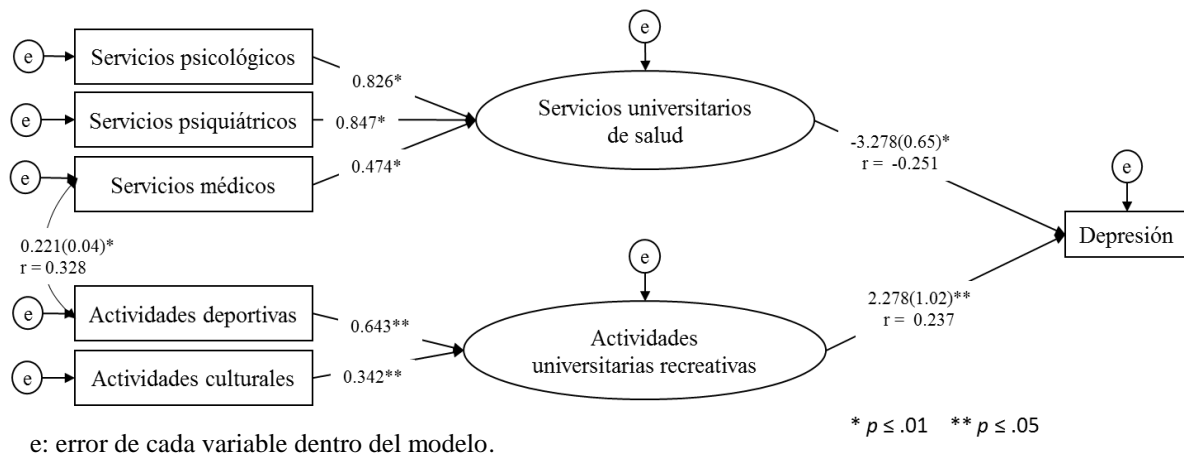 e
Servicios psicológicos
0.826*
e
Servicios universitarios
de salud
e
Servicios psiquiátricos
0.847*
e
Servicios médicos
0.474*
-3.278(0.65)*
r = -0.251
e
Depresión
0.221(0.04)*
r = 0.328
e
Actividades deportivas
0.643**
e
Actividades
universitarias recreativas
2.278(1.02)**
r = 0.237
e
Actividades culturales
0.342**
* p ≤ .01 ** p ≤ .05
e: error de cada variable dentro del modelo.